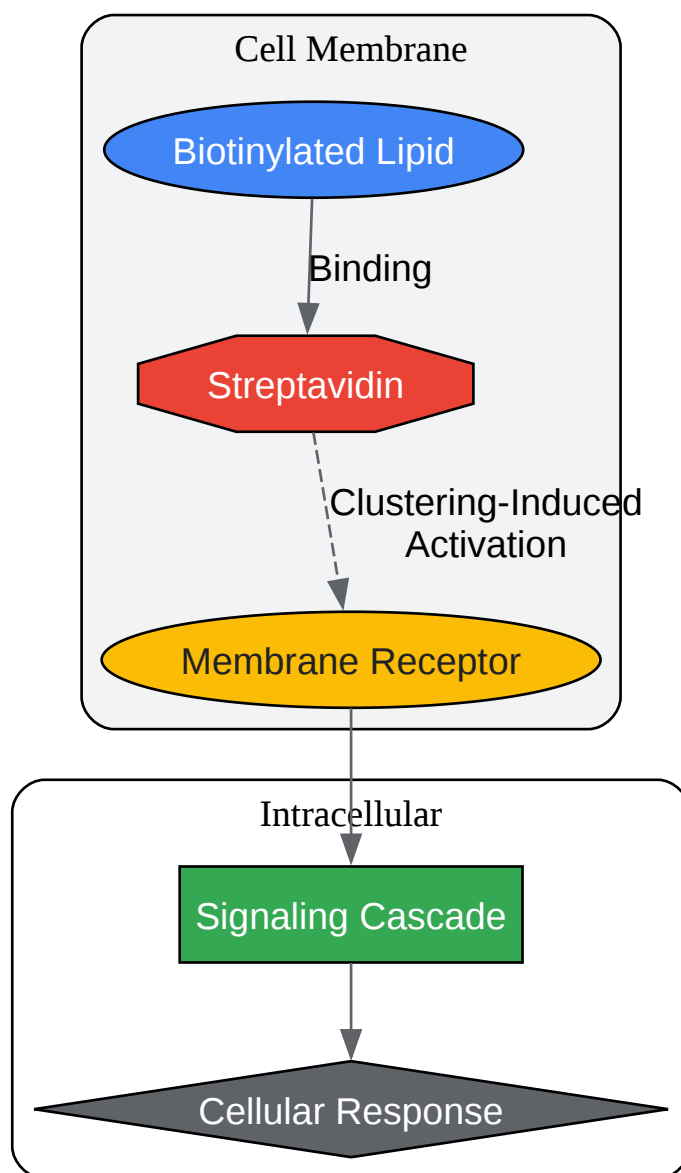 Cell Membrane
Biotinylated Lipid
Binding
Streptavidin
Clustering-Induced
Activation
Membrane Receptor
Intracellular
Signaling Cascade
Cellular Response